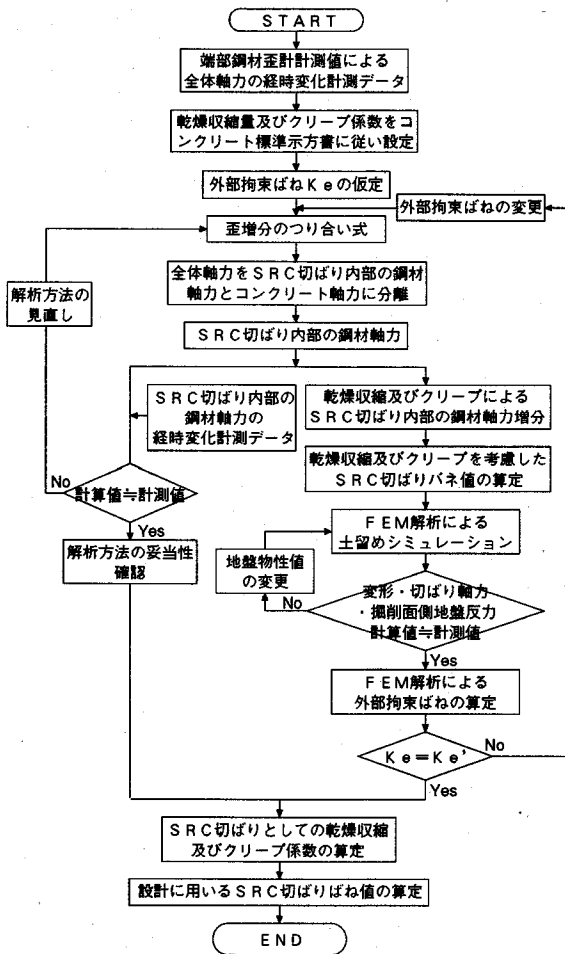 START
端部鋼材歪計計測値による
全体軸力の経時変化計測データ
乾燥収縮量及びクリープ係数をコ
ンクリート標準示方書に従い設定
外部拘束ばねKeの仮定
外部拘束ばねの変更
歪増分のつり合い式
解析方法の
見直し
全体軸力をSRC切ばり内部の鋼材
軸力とコンクリート軸力に分離
SRC切ばり内部の鋼材軸力
SRC切ばり内部の
鋼材軸力の
経時変化計測データ
乾燥収縮及びクリープによる
SRC切ばり内部の鋼材軸力増分
乾燥収縮及びクリープを考慮した
SRC切ばりバネ値の算定
No
計算値≒計測値
Yes
解析方法の妥当性
確認
FEM解析による
土留めシミュレーション
地盤物性値
の変更
No
変形・切ばり軸力
・掘削面側地盤反力
計算値≒計測値
Yes
FEM解析による
外部拘束ばねの算定
Ke=Ke'
No
Yes
SRC切ばりとしての乾燥収縮
及びクリープ係数の算定
設計に用いるSRC切ばりばね値の算定
END